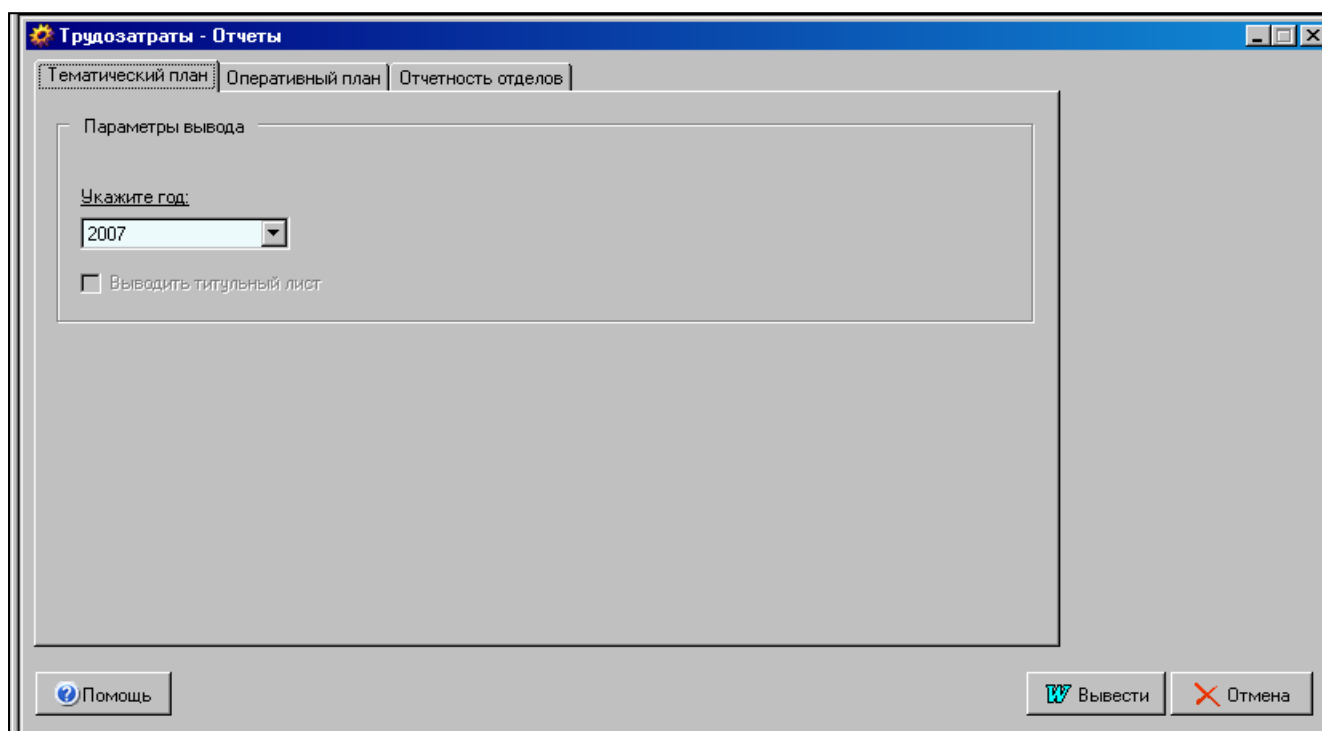 Трудозатраты - Отчеты
Тематический план Оперативный план Отчетность отделов
Параметры вывода
Укажите год:
2007
Выводить титульный лист
Помощь Вывести Отмена